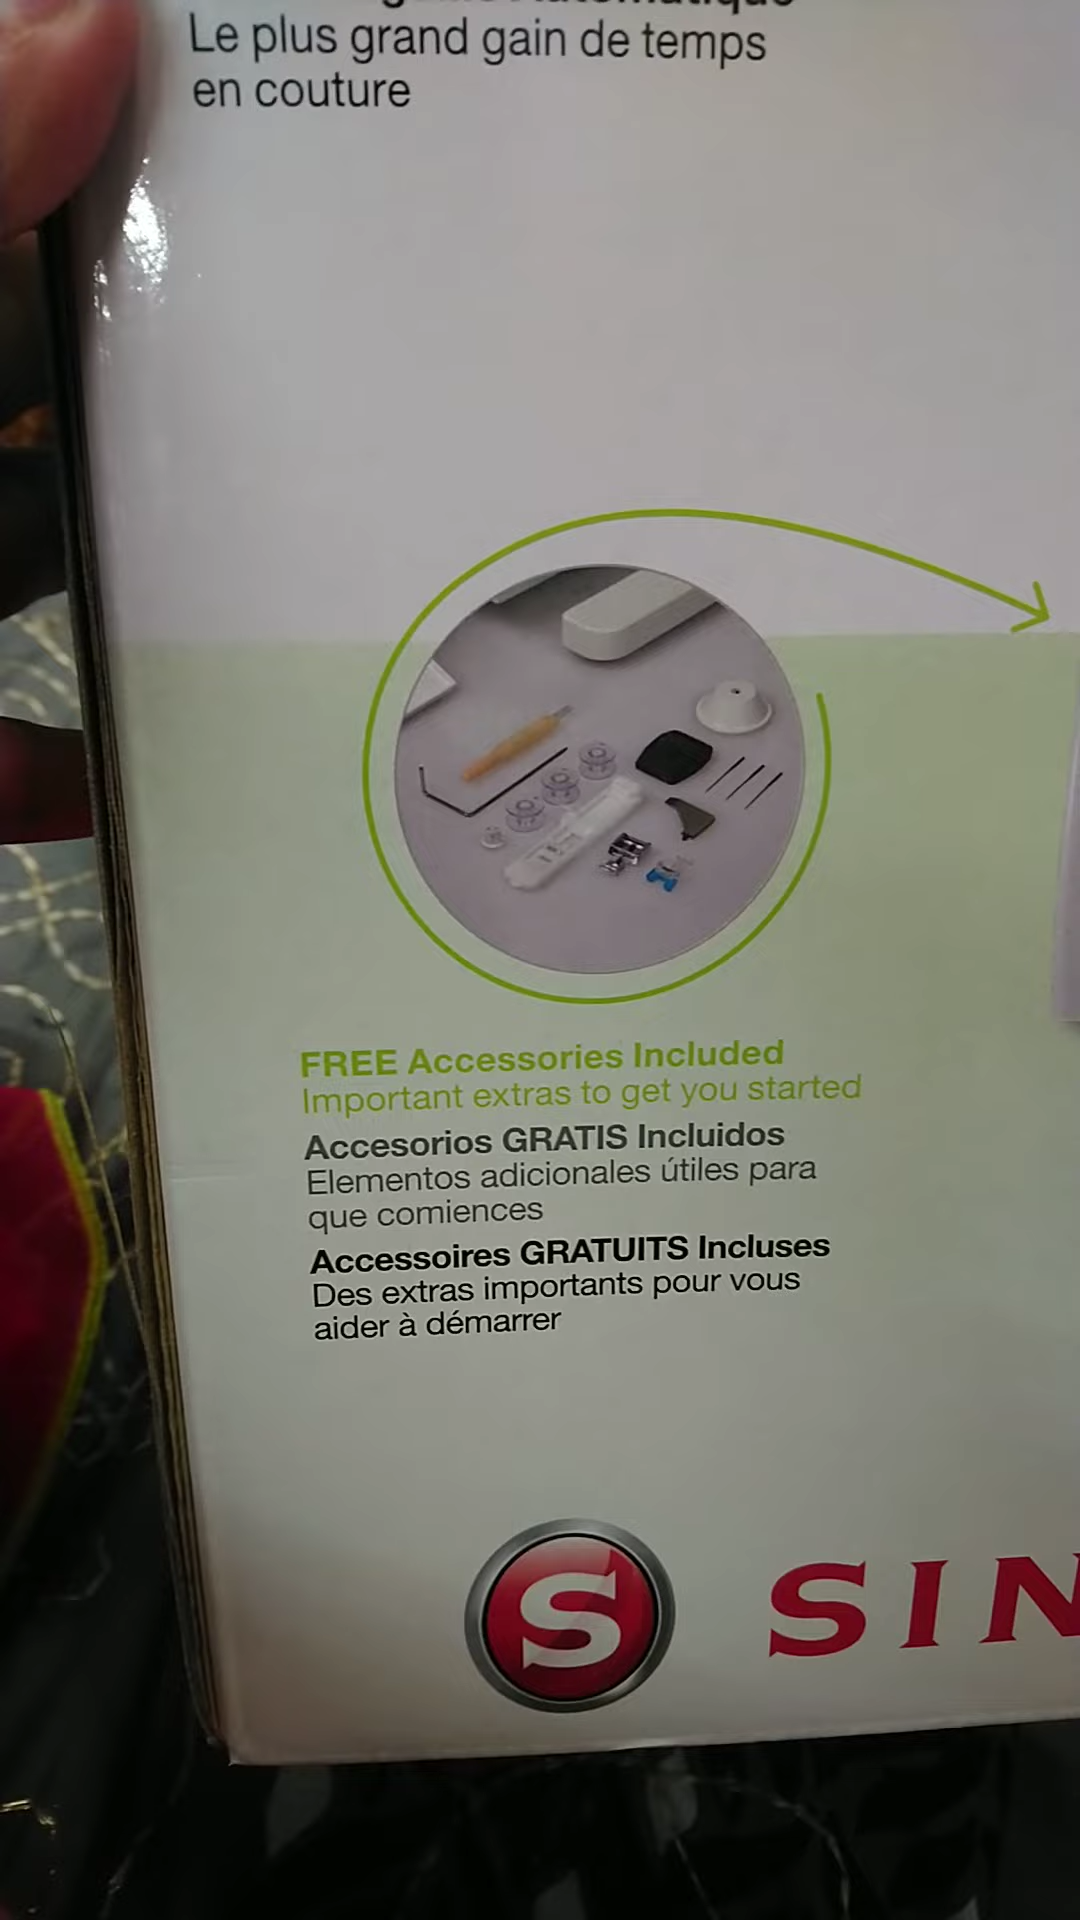 Automatique
Le plus grand gain de temps
en couture
FREE Accessories Included
Important extras to get you started
Accesorios GRATIS Incluidos
Elementos adicionales útiles para
que comiences
Accessoires GRATUITS Incluses
Des extras importants pour vous
aider à démarrer
S
SIN